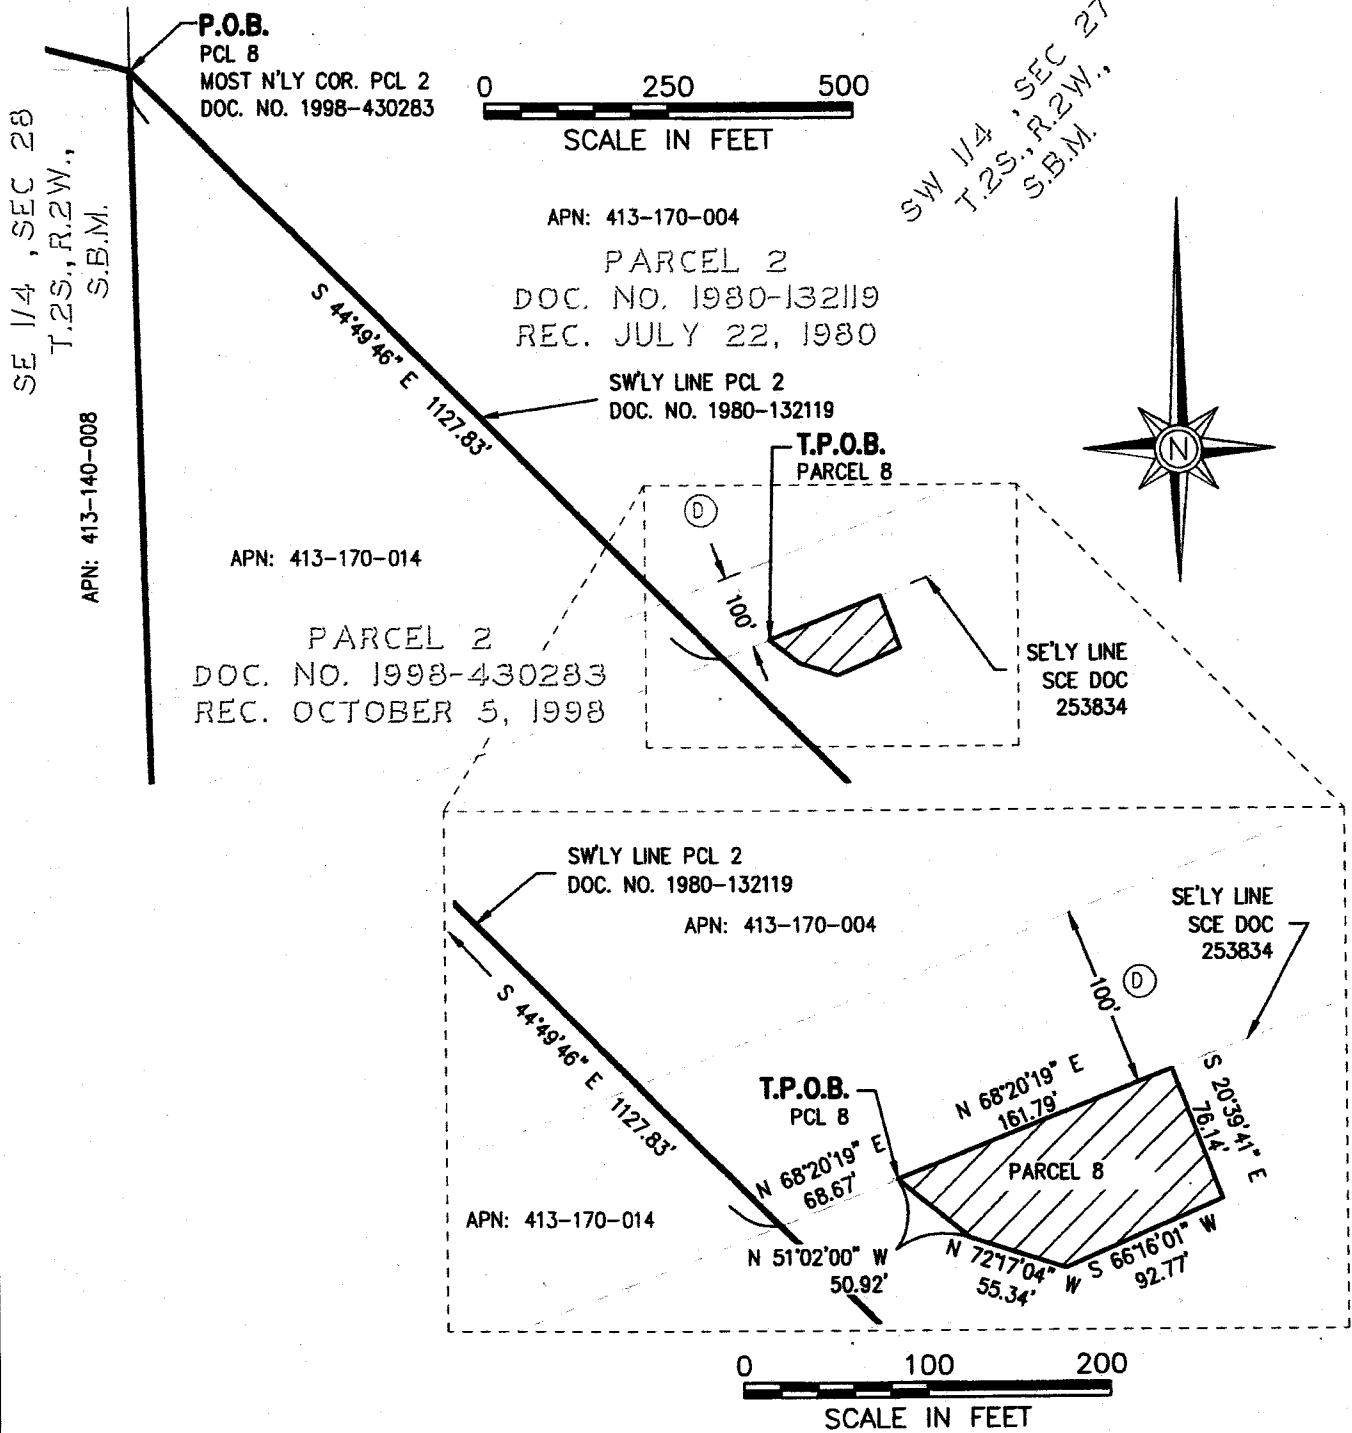 P.O.B.
PCL 8
MOST N'LY COR. PCL 2
DOC. NO. 1998-430283
0 250 500
SCALE IN FEET
SW 1/4 , SEC 27
T.2S., R.2W.,
S.B.M.
SE 1/4 , SEC 28
T.2S., R.2W.,
S.B.M.
APN: 413-170-004
PARCEL 2
DOC. NO. 1980-132119
REC. JULY 22, 1980
S 44°49'46" E 1127.83'
SW'LY LINE PCL 2
DOC. NO. 1980-132119
T.P.O.B.
PARCEL 8
N
APN: 413-140-008
D
APN: 413-170-014
100'
PARCEL 2
DOC. NO. 1998-430283
REC. OCTOBER 5, 1998
SE'LY LINE
SCE DOC
253834
SW'LY LINE PCL 2
DOC. NO. 1980-132119
APN: 413-170-004
SE'LY LINE
SCE DOC
253834
D
100'
S 44°49'46" E 1127.83'
T.P.O.B.
PCL 8
N 68°20'19" E
161.79'
S 20°39'41" E
76.14'
N 68°20'19" E
68.67'
PARCEL 8
APN: 413-170-014
N 51°02'00" W
50.92'
N 72°17'04" W
55.34'
S 66°16'01" W
92.77'
0 100 200
SCALE IN FEET